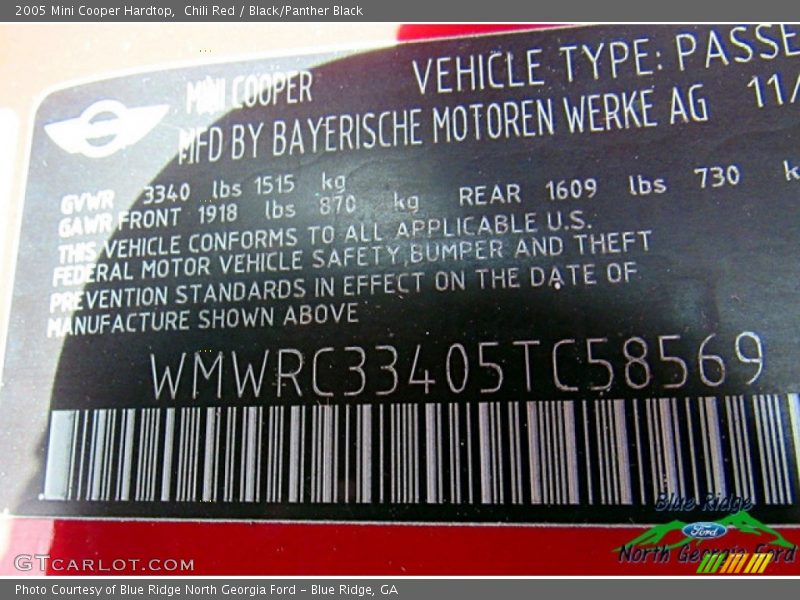 2005 Mini Cooper Hardtop,  Chili Red / Black/Panther Black
MINI COOPER
VEHICLE TYPE: PASSE
MFD BY BAYERISCHE MOTOREN WERKE AG 11/
GVWR 3340 lbs 1515 kg
GAWR FRONT 1918 lbs 870 kg REAR 1609 lbs 730 k
THIS VEHICLE CONFORMS TO ALL APPLICABLE U.S.
FEDERAL MOTOR VEHICLE SAFETY, BUMPER AND THEFT
PREVENTION STANDARDS IN EFFECT ON THE DATE OF
MANUFACTURE SHOWN ABOVE
WMWRC33405TC58569
Blue Ridge
Ford
North Georgia Ford
GTCARLOT.COM
Photo Courtesy of Blue Ridge North Georgia Ford – Blue Ridge, GA